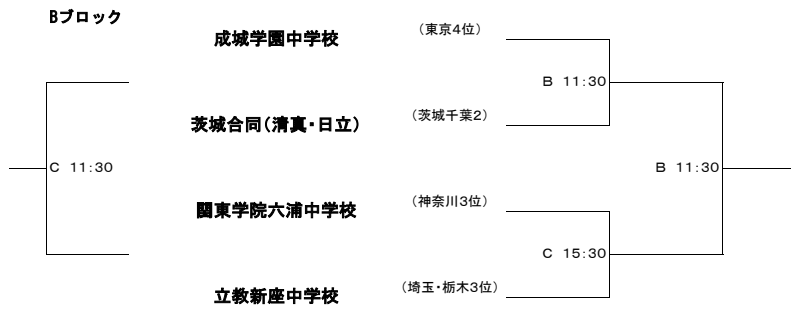 Bブロック
成城学園中学校 （東京4位）
B 11:30
茨城合同（清真・日立） （茨城千葉2）
C 11:30
B 11:30
関東学院六浦中学校 （神奈川3位）
C 15:30
立教新座中学校 （埼玉・栃木3位）